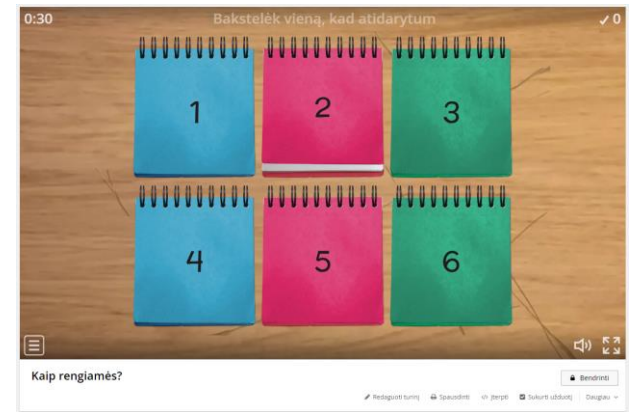 0:30 Bakstelėk vieną, kad atidarytum ✓ 0
1 2 3
4 5 6
Kaip rengiamės? Bendrinti
Redaguoti turinį Spausdinti Įterpti Sukurti užduotį Daugiau